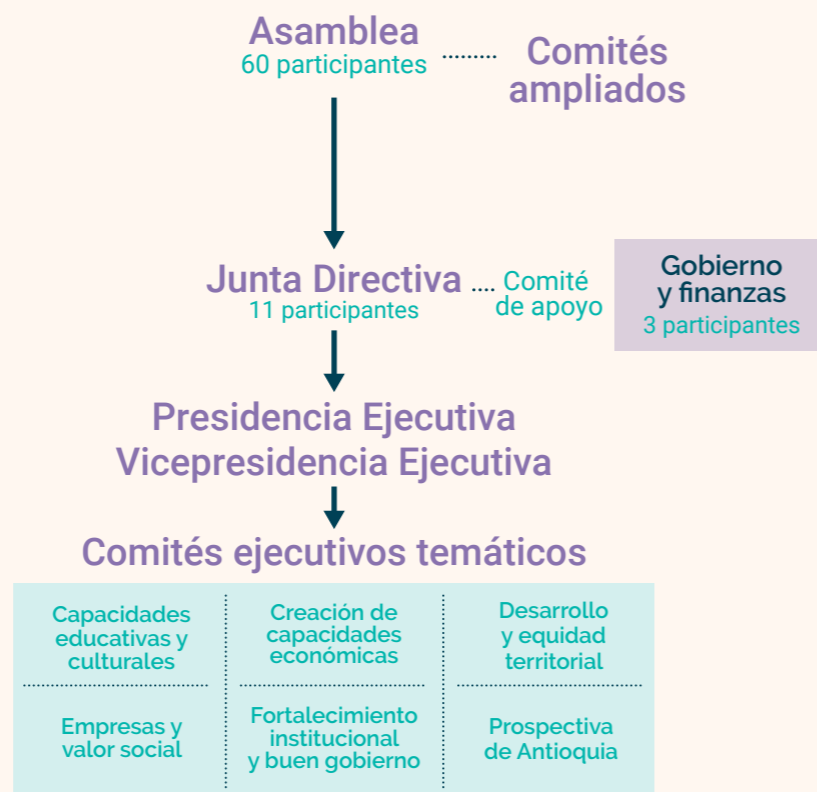 Asamblea
60 participantes
Comités
ampliados
Junta Directiva
11 participantes
Comité
de apoyo
Gobierno
y finanzas
3 participantes
Presidencia Ejecutiva
Vicepresidencia Ejecutiva
Comités ejecutivos temáticos
Capacidades
educativas y
culturales
Creación de
capacidades
económicas
Desarrollo
y equidad
territorial
Empresas y
valor social
Fortalecimiento
institucional
y buen gobierno
Prospectiva
de Antioquia